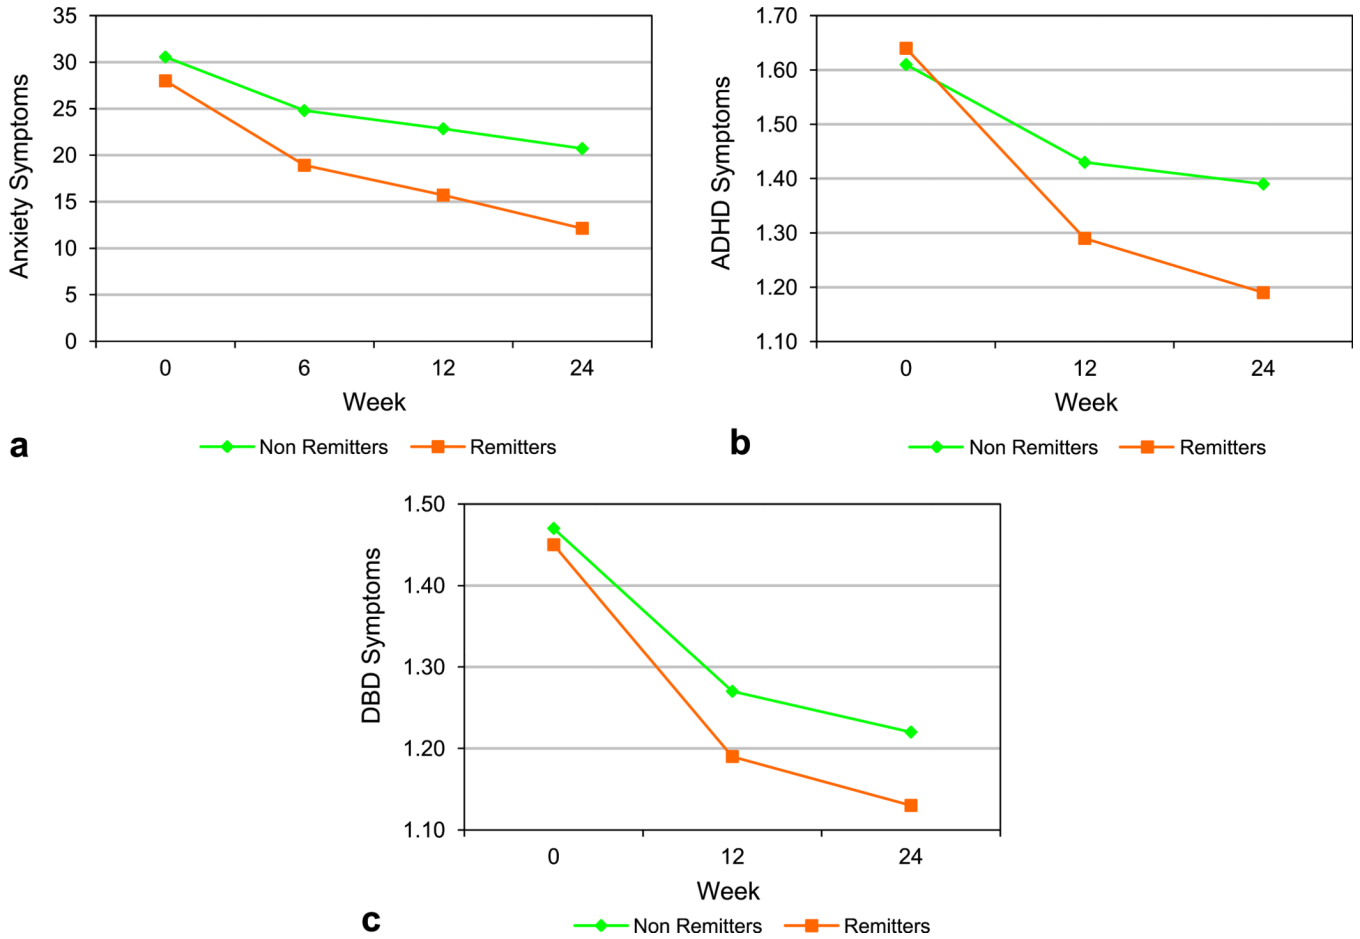 35
30
25
20
15
10
5
0
Anxiety Symptoms
0 6 12 24
Week
a
Non Remitters Remitters
1.70
1.60
1.50
1.40
1.30
1.20
1.10
ADHD Symptoms
0 12 24
Week
b
Non Remitters Remitters
1.50
1.40
1.30
1.20
1.10
DBD Symptoms
0 12 24
Week
c
Non Remitters Remitters